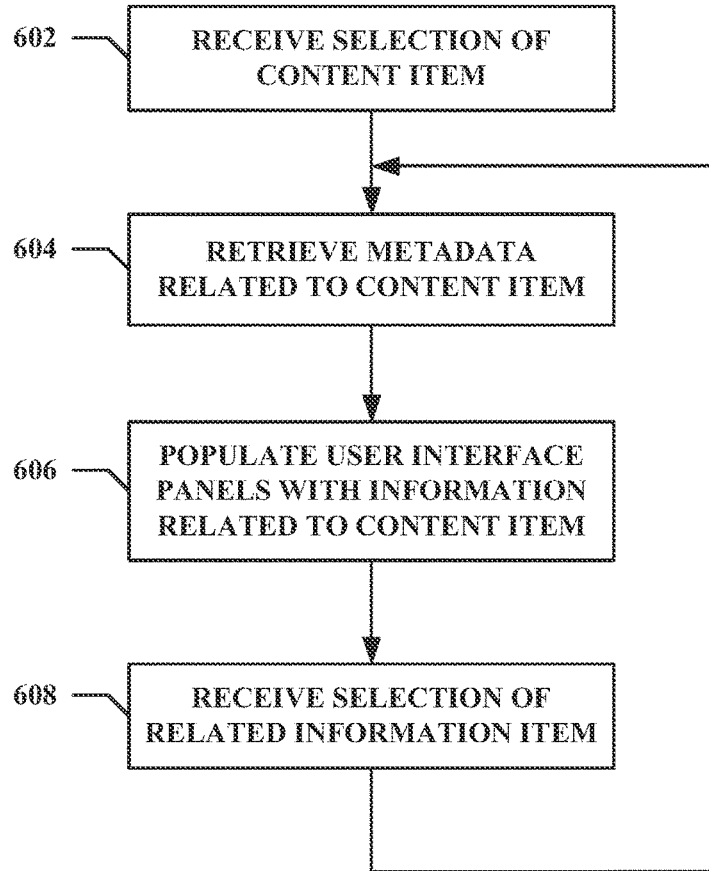 602
RECEIVE SELECTION OF
CONTENT ITEM
604
RETRIEVE METADATA
RELATED TO CONTENT ITEM
606
POPULATE USER INTERFACE
PANELS WITH INFORMATION
RELATED TO CONTENT ITEM
608
RECEIVE SELECTION OF
RELATED INFORMATION ITEM